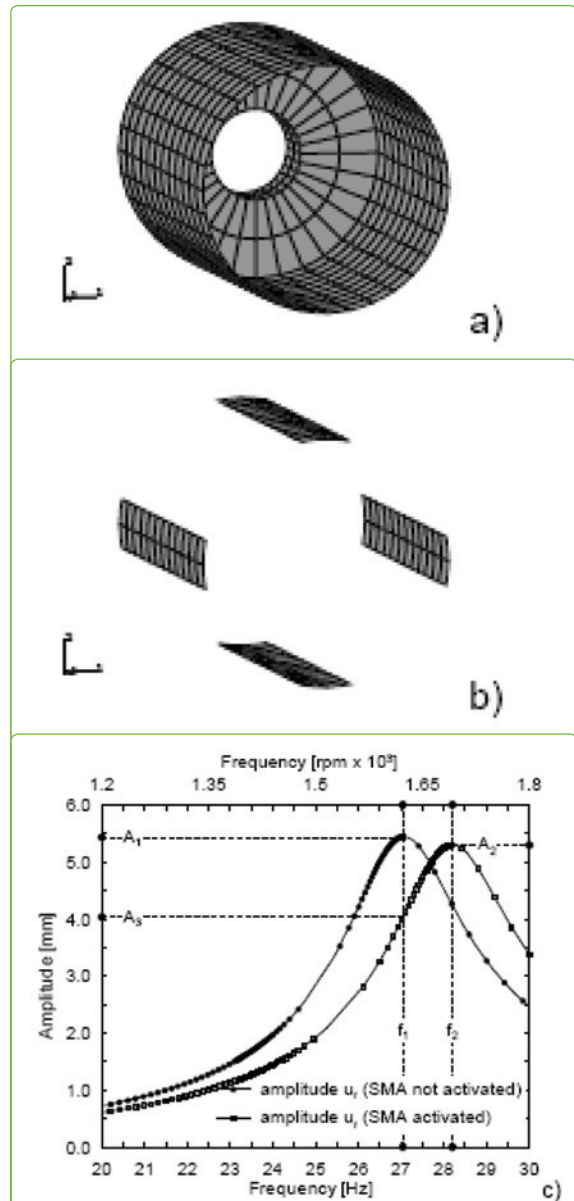 a)
b)
Frequency [rpm x 10³]
1.2 1.35 1.5 1.65 1.8
6.0
5.0
4.0
3.0
2.0
1.0
0.0
Amplitude [mm]
A₁
A₂
A₃
f₁ f₂
amplitude uᵣ (SMA not activated)
amplitude uᵣ (SMA activated)
20 21 22 23 24 25 26 27 28 29 30
Frequency [Hz]
c)